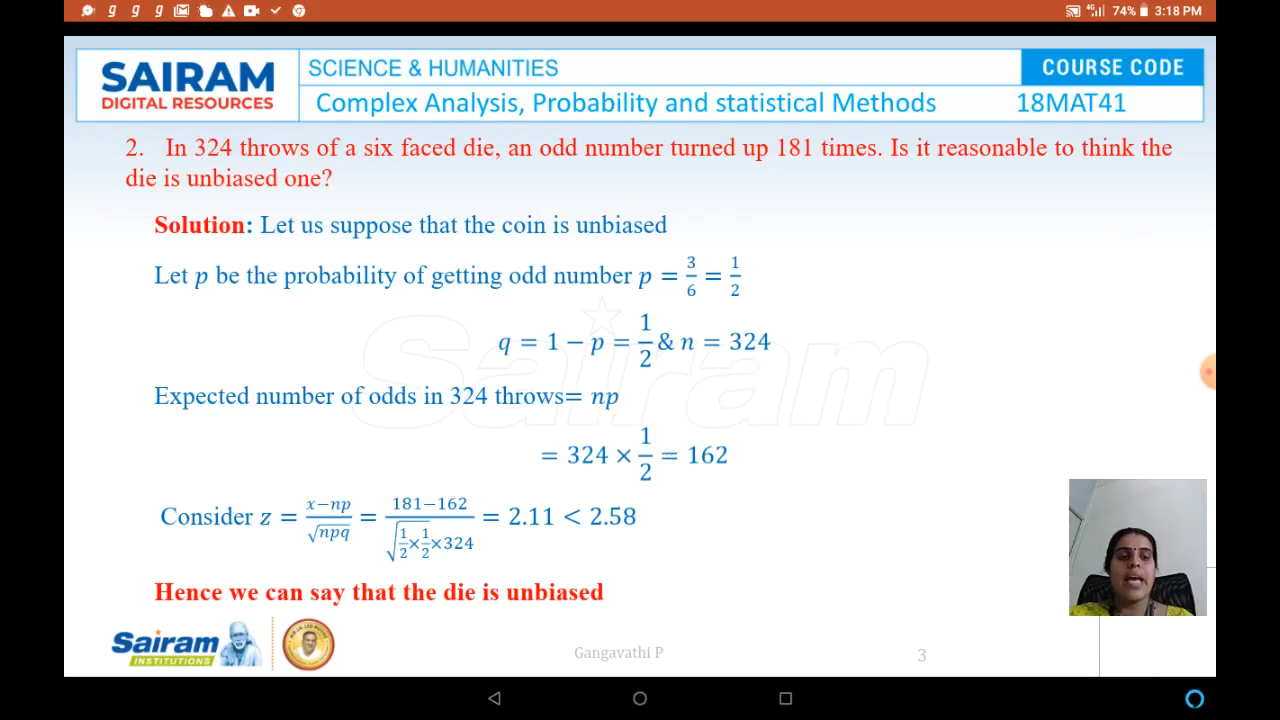 g g g 74% 3:18 PM
SAIRAM
DIGITAL RESOURCES
SCIENCE & HUMANITIES COURSE CODE
Complex Analysis, Probability and statistical Methods 18MAT41
2. In 324 throws of a six faced die, an odd number turned up 181 times. Is it reasonable to think the
die is unbiased one?
Solution: Let us suppose that the coin is unbiased
Let p be the probability of getting odd number p = 3/6 = 1/2
q = 1 − p = 1/2 & n = 324
Expected number of odds in 324 throws= np
= 324 × 1/2 = 162
Consider z = (x−np)/√(npq) = (181−162)/√(1/2×1/2×324) = 2.11 < 2.58
Hence we can say that the die is unbiased
Sairam
INSTITUTIONS
Gangavathi P 3
Sairam